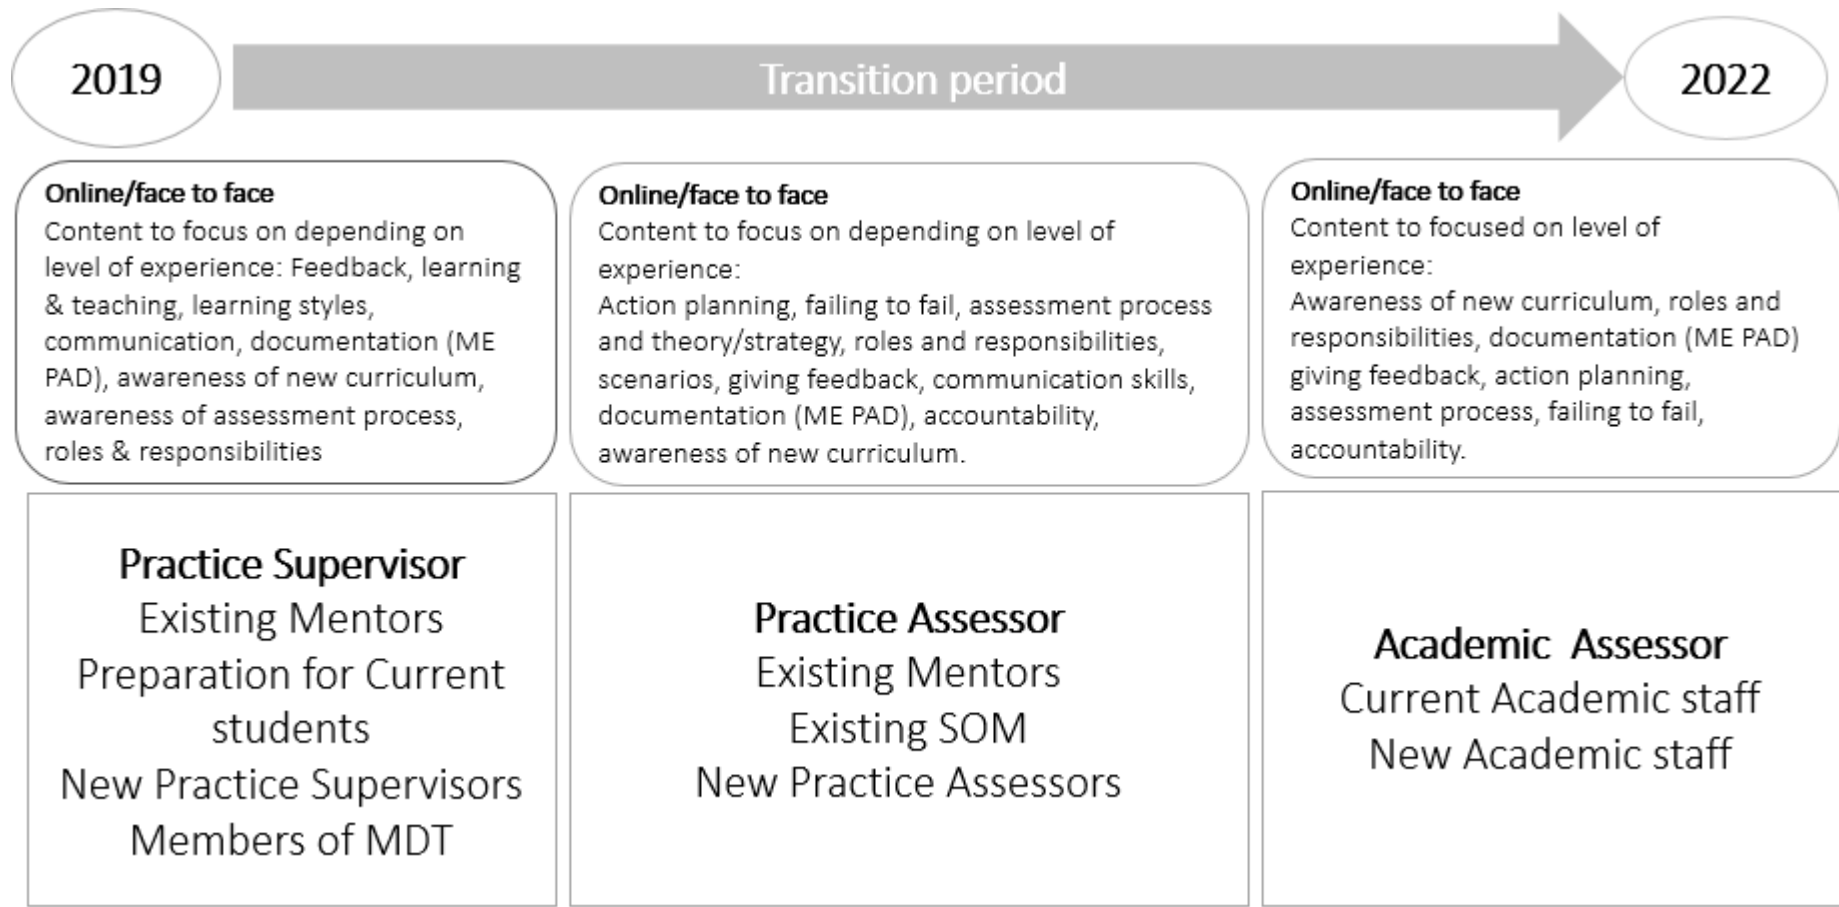 2019
Transition period
2022
Online/face to face
Content to focus on depending on
level of experience: Feedback, learning
& teaching, learning styles,
communication, documentation (ME
PAD), awareness of new curriculum,
awareness of assessment process,
roles & responsibilities
Online/face to face
Content to focus on depending on level of
experience:
Action planning, failing to fail, assessment process
and theory/strategy, roles and responsibilities,
scenarios, giving feedback, communication skills,
documentation (ME PAD), accountability,
awareness of new curriculum.
Online/face to face
Content to focused on level of
experience:
Awareness of new curriculum, roles and
responsibilities, documentation (ME PAD)
giving feedback, action planning,
assessment process, failing to fail,
accountability.
Practice Supervisor
Existing Mentors
Preparation for Current
students
New Practice Supervisors
Members of MDT
Practice Assessor
Existing Mentors
Existing SOM
New Practice Assessors
Academic  Assessor
Current Academic staff
New Academic staff